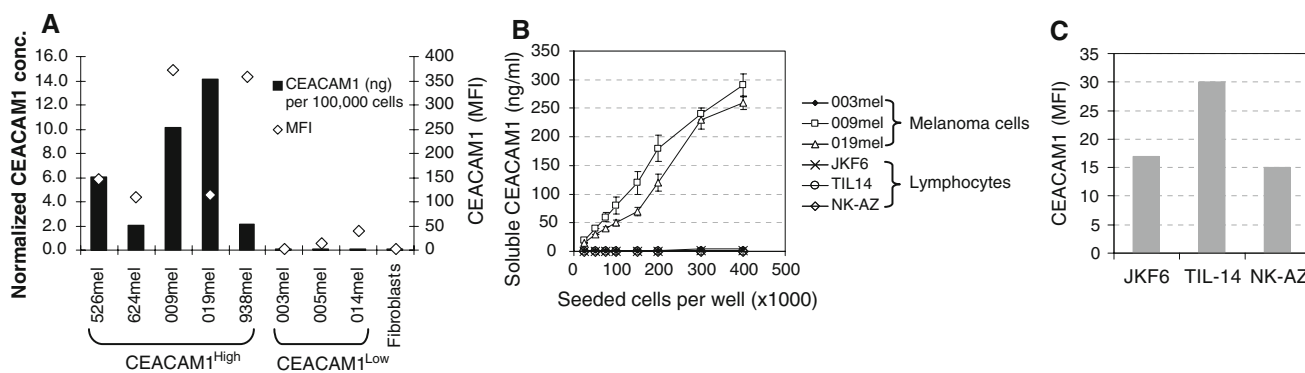 A
Normalized CEACAM1 conc.
16.0
14.0
12.0
10.0
8.0
6.0
4.0
2.0
0.0
CEACAM1 (ng)
per 100,000 cells
MFI
400
350
300
250
200
150
100
50
0
CEACAM1 (MFI)
526mel
624mel
009mel
019mel
938mel
003mel
005mel
014mel
Fibroblasts
CEACAM1High
CEACAM1Low
B
Soluble CEACAM1 (ng/ml)
350
300
250
200
150
100
50
0
0
100
200
300
400
500
Seeded cells per well (x1000)
003mel
009mel
019mel
JKF6
TIL14
NK-AZ
Melanoma cells
Lymphocytes
C
CEACAM1 (MFI)
35
30
25
20
15
10
5
0
JKF6
TIL-14
NK-AZ